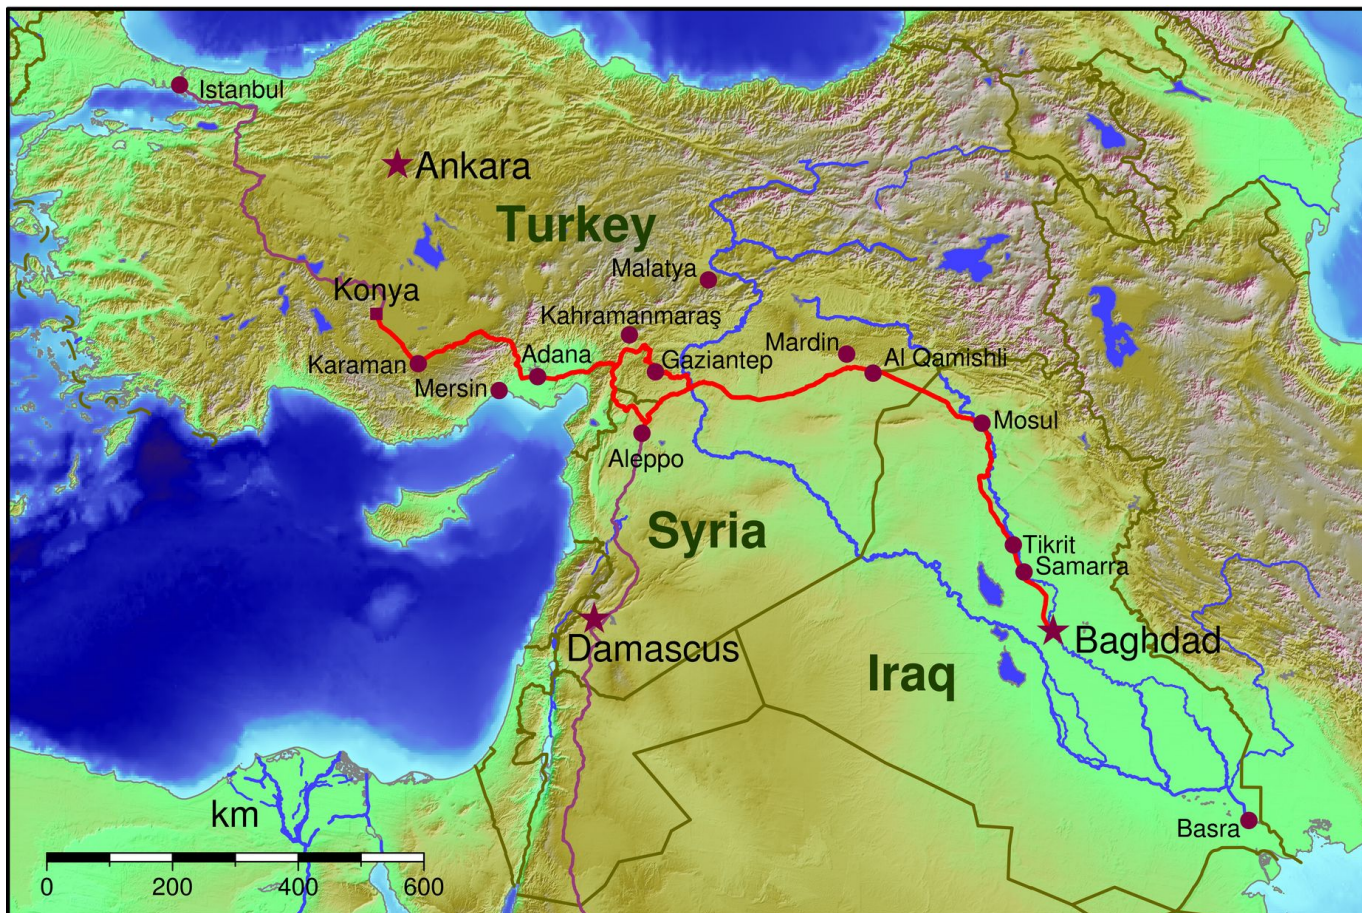 Istanbul
Ankara
Turkey
Malatya
Konya
Kahramanmaraş
Mardin
Al Qamishli
Karaman
Adana
Gaziantep
Mersin
Mosul
Aleppo
Syria
Tikrit
Samarra
Damascus
Baghdad
Iraq
km
Basra
0 200 400 600